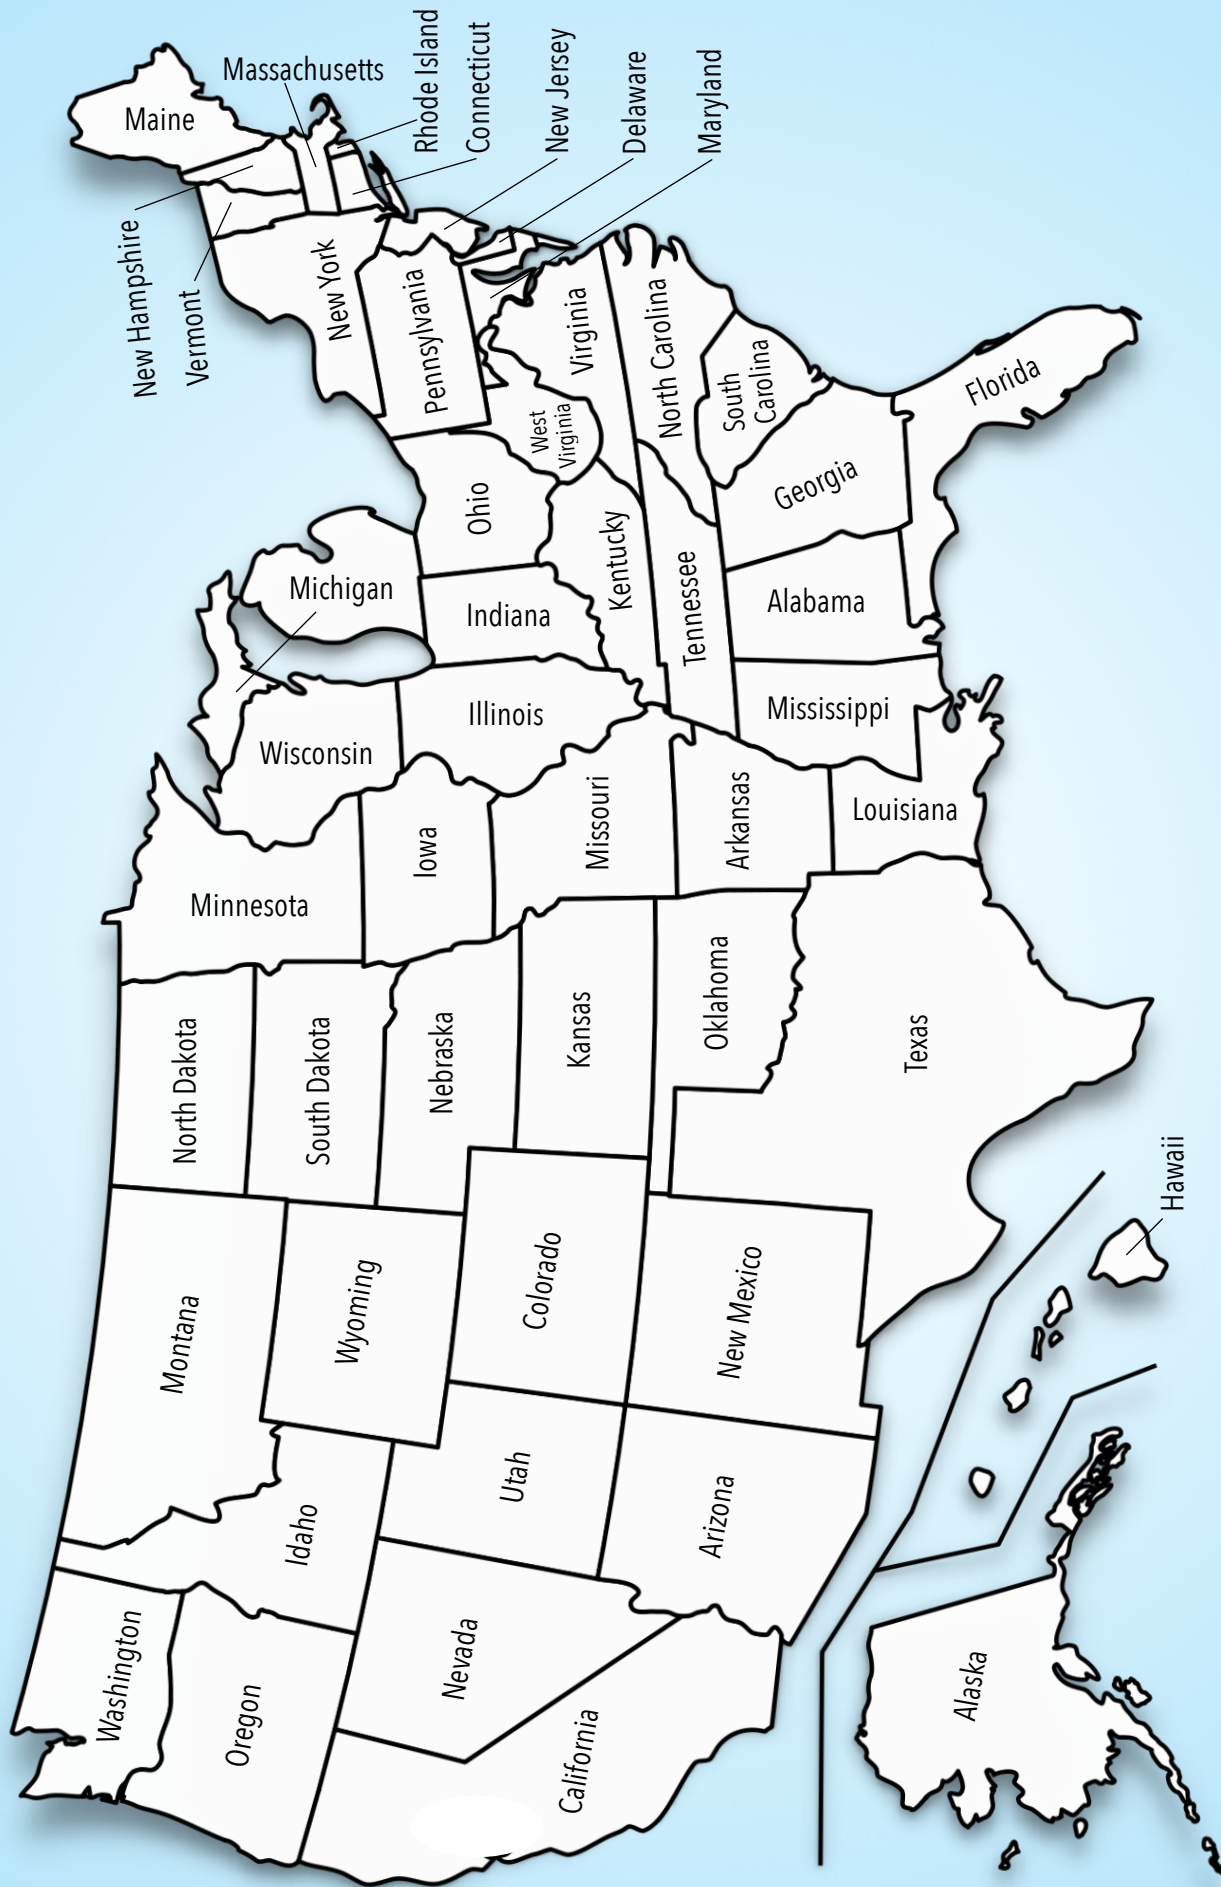 Maine
Massachusetts
Rhode Island
Connecticut
New Jersey
Delaware
Maryland
New Hampshire
Vermont
New York
Pennsylvania
Virginia
West
Virginia
North Carolina
South
Carolina
Georgia
Florida
Ohio
Michigan
Indiana
Kentucky
Tennessee
Alabama
Mississippi
Illinois
Wisconsin
Minnesota
Iowa
Missouri
Arkansas
Louisiana
North Dakota
South Dakota
Nebraska
Kansas
Oklahoma
Texas
Montana
Wyoming
Colorado
New Mexico
Idaho
Utah
Arizona
Washington
Oregon
Nevada
California
Alaska
Hawaii